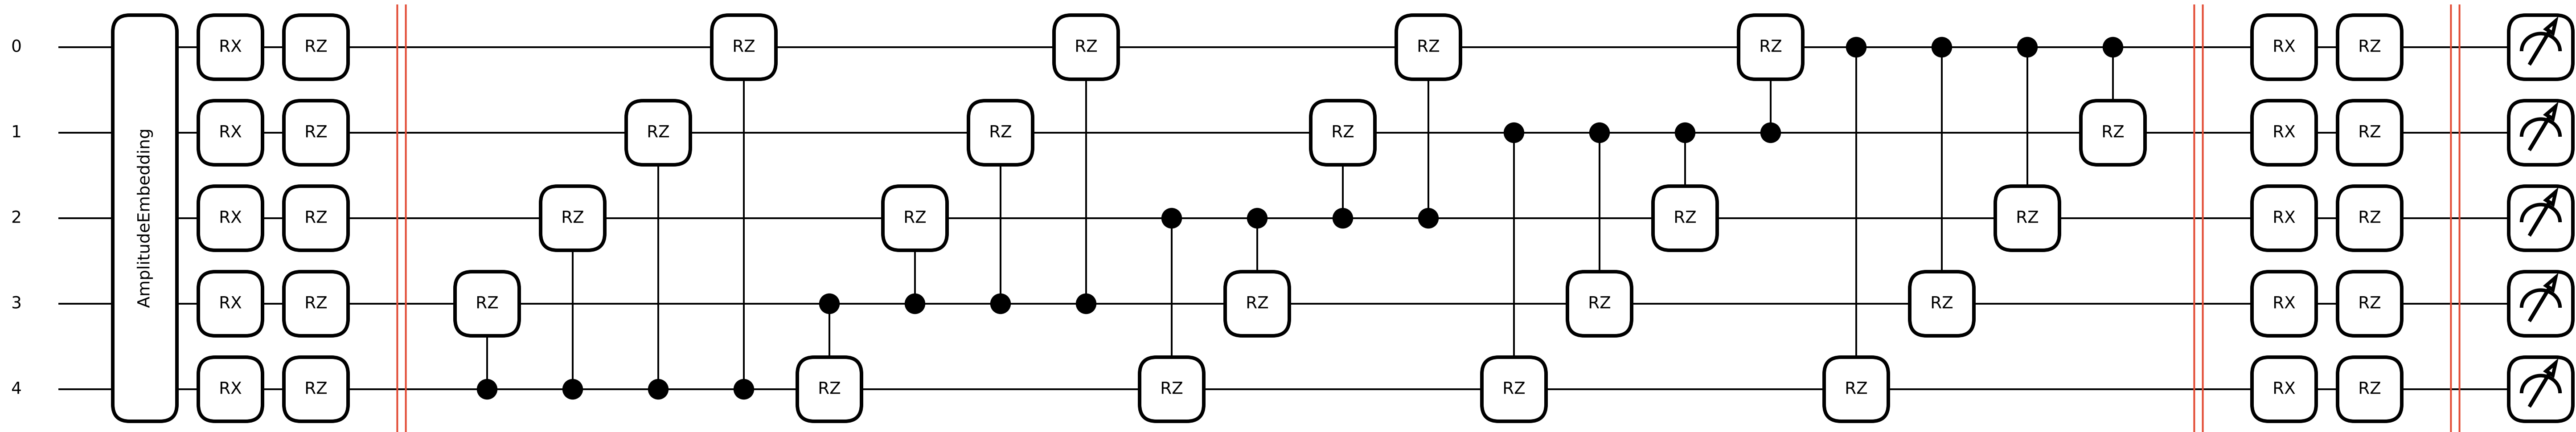 0 RX RZ RZ RZ RZ RZ RX RZ
1 RX RZ RZ RZ RZ RZ RX RZ
2 RX RZ RZ RZ RZ RZ RX RZ
3 RX RZ RZ RZ RZ RZ RX RZ
4 RX RZ RZ RZ RZ RZ RX RZ
AmplitudeEmbedding